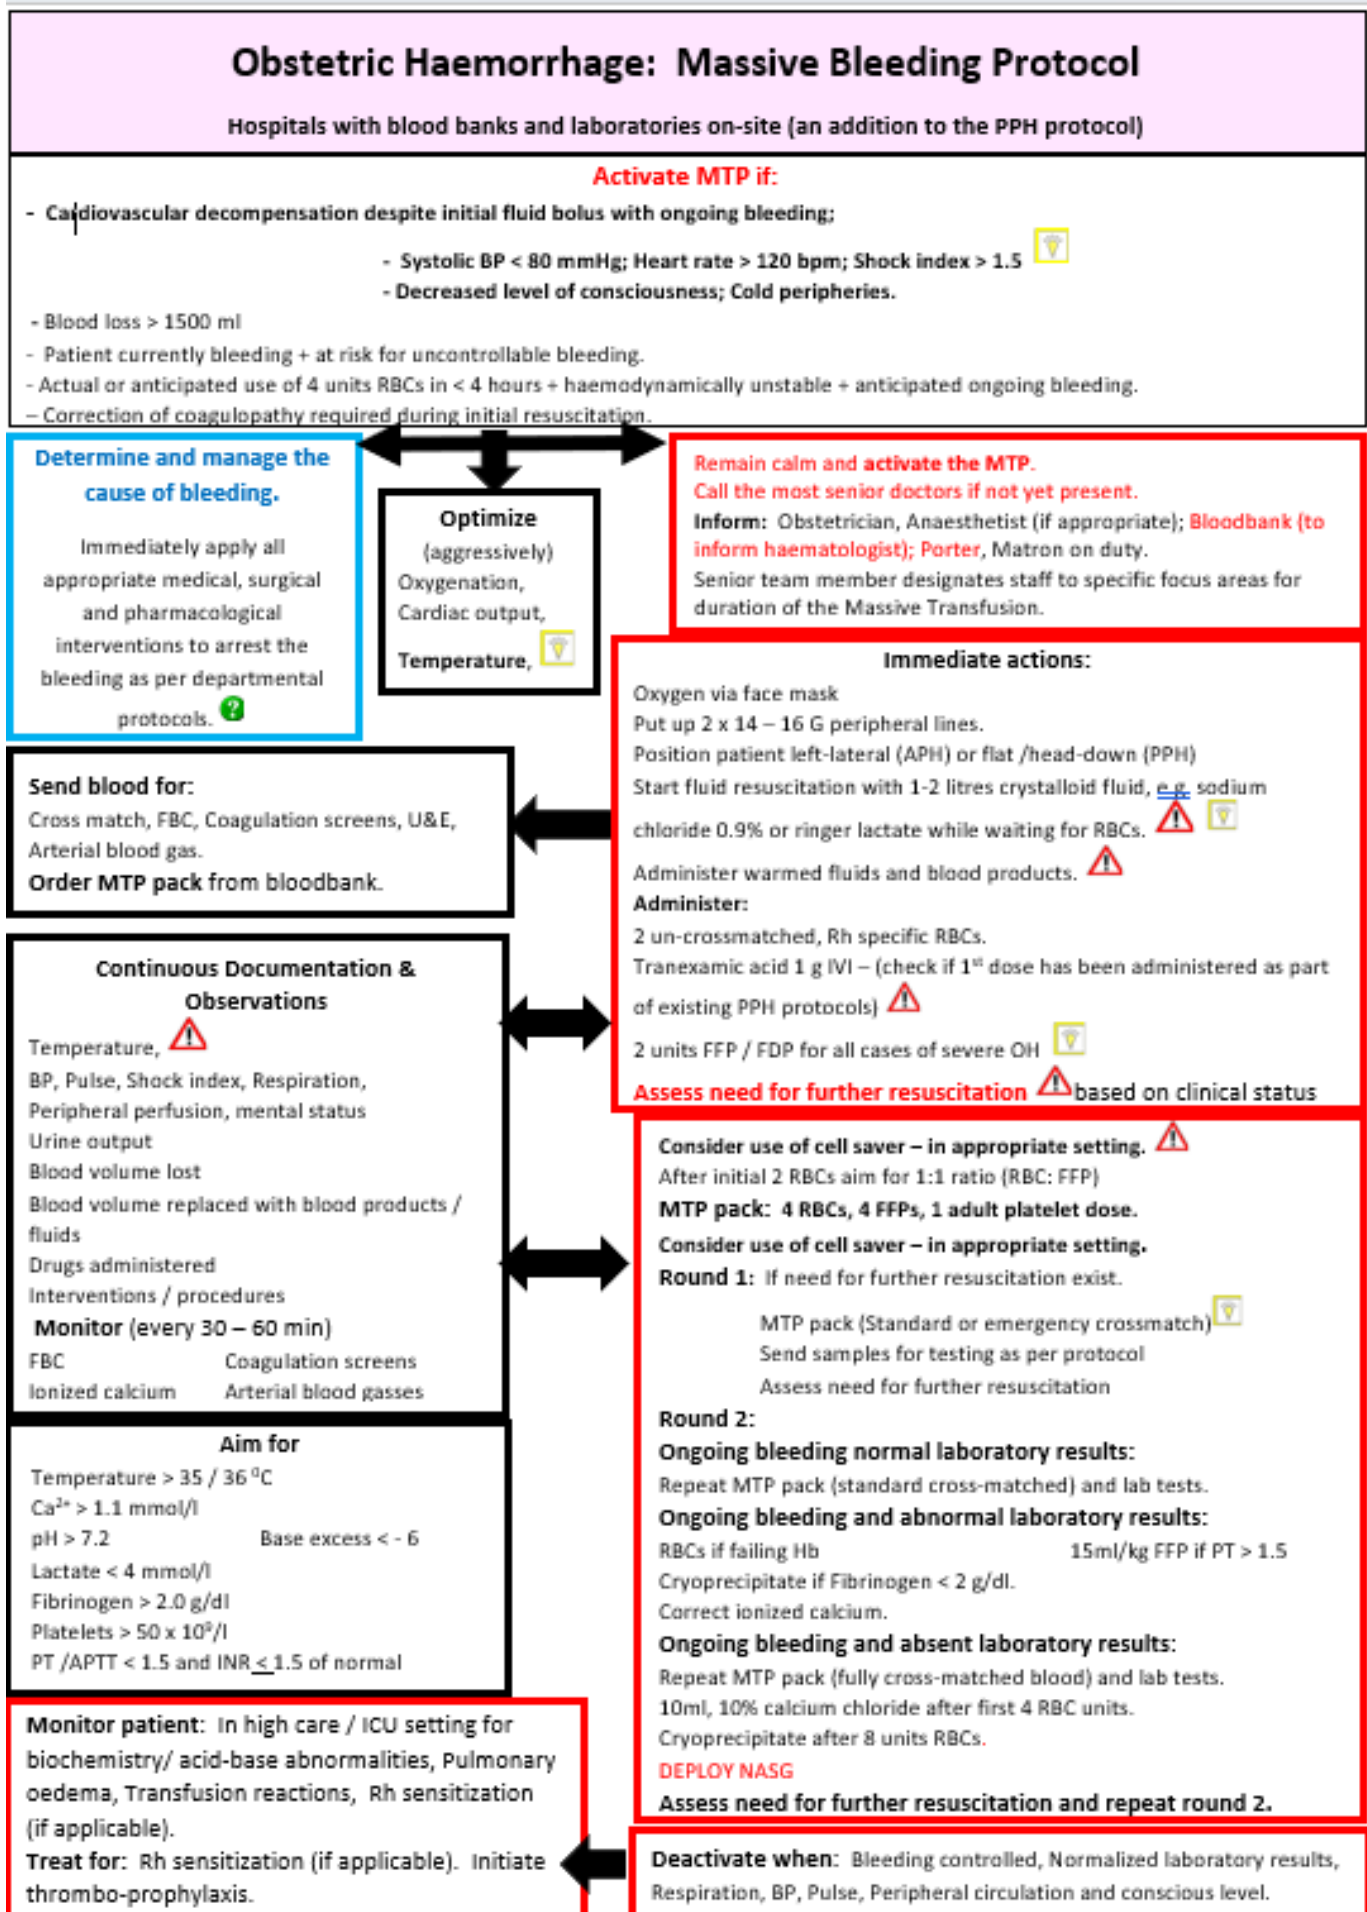 Obstetric Haemorrhage: Massive Bleeding Protocol
Hospitals with blood banks and laboratories on-site (an addition to the PPH protocol)
Activate MTP if:
- Cardiovascular decompensation despite initial fluid bolus with ongoing bleeding;
- Systolic BP < 80 mmHg; Heart rate > 120 bpm; Shock index > 1.5
- Decreased level of consciousness; Cold peripheries.
- Blood loss > 1500 ml
- Patient currently bleeding + at risk for uncontrollable bleeding.
- Actual or anticipated use of 4 units RBCs in < 4 hours + haemodynamically unstable + anticipated ongoing bleeding.
– Correction of coagulopathy required during initial resuscitation.
Determine and manage the
cause of bleeding.
Immediately apply all
appropriate medical, surgical
and pharmacological
interventions to arrest the
bleeding as per departmental
protocols.
Optimize
(aggressively)
Oxygenation,
Cardiac output,
Temperature,
Remain calm and activate the MTP.
Call the most senior doctors if not yet present.
Inform: Obstetrician, Anaesthetist (if appropriate); Bloodbank (to
inform haematologist); Porter, Matron on duty.
Senior team member designates staff to specific focus areas for
duration of the Massive Transfusion.
Immediate actions:
Oxygen via face mask
Put up 2 x 14 – 16 G peripheral lines.
Position patient left-lateral (APH) or flat /head-down (PPH)
Start fluid resuscitation with 1-2 litres crystalloid fluid, e.g. sodium
chloride 0.9% or ringer lactate while waiting for RBCs.
Administer warmed fluids and blood products.
Administer:
2 un-crossmatched, Rh specific RBCs.
Tranexamic acid 1 g IVI – (check if 1st dose has been administered as part
of existing PPH protocols)
2 units FFP / FDP for all cases of severe OH
Assess need for further resuscitation based on clinical status
Send blood for:
Cross match, FBC, Coagulation screens, U&E,
Arterial blood gas.
Order MTP pack from bloodbank.
Continuous Documentation &
Observations
Temperature,
BP, Pulse, Shock index, Respiration,
Peripheral perfusion, mental status
Urine output
Blood volume lost
Blood volume replaced with blood products /
fluids
Drugs administered
Interventions / procedures
Monitor (every 30 – 60 min)
FBC Coagulation screens
Ionized calcium Arterial blood gasses
Consider use of cell saver – in appropriate setting.
After initial 2 RBCs aim for 1:1 ratio (RBC: FFP)
MTP pack: 4 RBCs, 4 FFPs, 1 adult platelet dose.
Consider use of cell saver – in appropriate setting.
Round 1: If need for further resuscitation exist.
MTP pack (Standard or emergency crossmatch)
Send samples for testing as per protocol
Assess need for further resuscitation
Round 2:
Ongoing bleeding normal laboratory results:
Repeat MTP pack (standard cross-matched) and lab tests.
Ongoing bleeding and abnormal laboratory results:
RBCs if failing Hb 15ml/kg FFP if PT > 1.5
Cryoprecipitate if Fibrinogen < 2 g/dl.
Correct ionized calcium.
Ongoing bleeding and absent laboratory results:
Repeat MTP pack (fully cross-matched blood) and lab tests.
10ml, 10% calcium chloride after first 4 RBC units.
Cryoprecipitate after 8 units RBCs.
DEPLOY NASG
Assess need for further resuscitation and repeat round 2.
Aim for
Temperature > 35 / 36 ⁰C
Ca²⁺ > 1.1 mmol/l
pH > 7.2 Base excess < - 6
Lactate < 4 mmol/l
Fibrinogen > 2.0 g/dl
Platelets > 50 x 10⁹/l
PT /APTT < 1.5 and INR < 1.5 of normal
Monitor patient: In high care / ICU setting for
biochemistry/ acid-base abnormalities, Pulmonary
oedema, Transfusion reactions, Rh sensitization
(if applicable).
Treat for: Rh sensitization (if applicable). Initiate
thrombo-prophylaxis.
Deactivate when: Bleeding controlled, Normalized laboratory results,
Respiration, BP, Pulse, Peripheral circulation and conscious level.